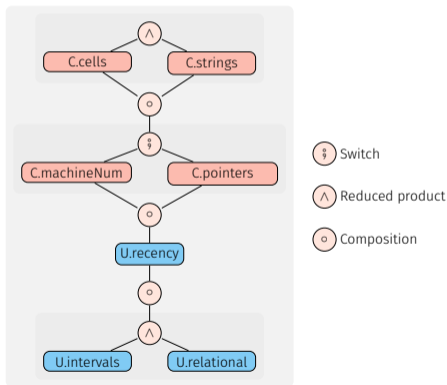 ∧
C.cells C.strings
∘
⨟
C.machineNum C.pointers
∘
U.recency
∘
∧
U.intervals U.relational
⨟ Switch
∧ Reduced product
∘ Composition